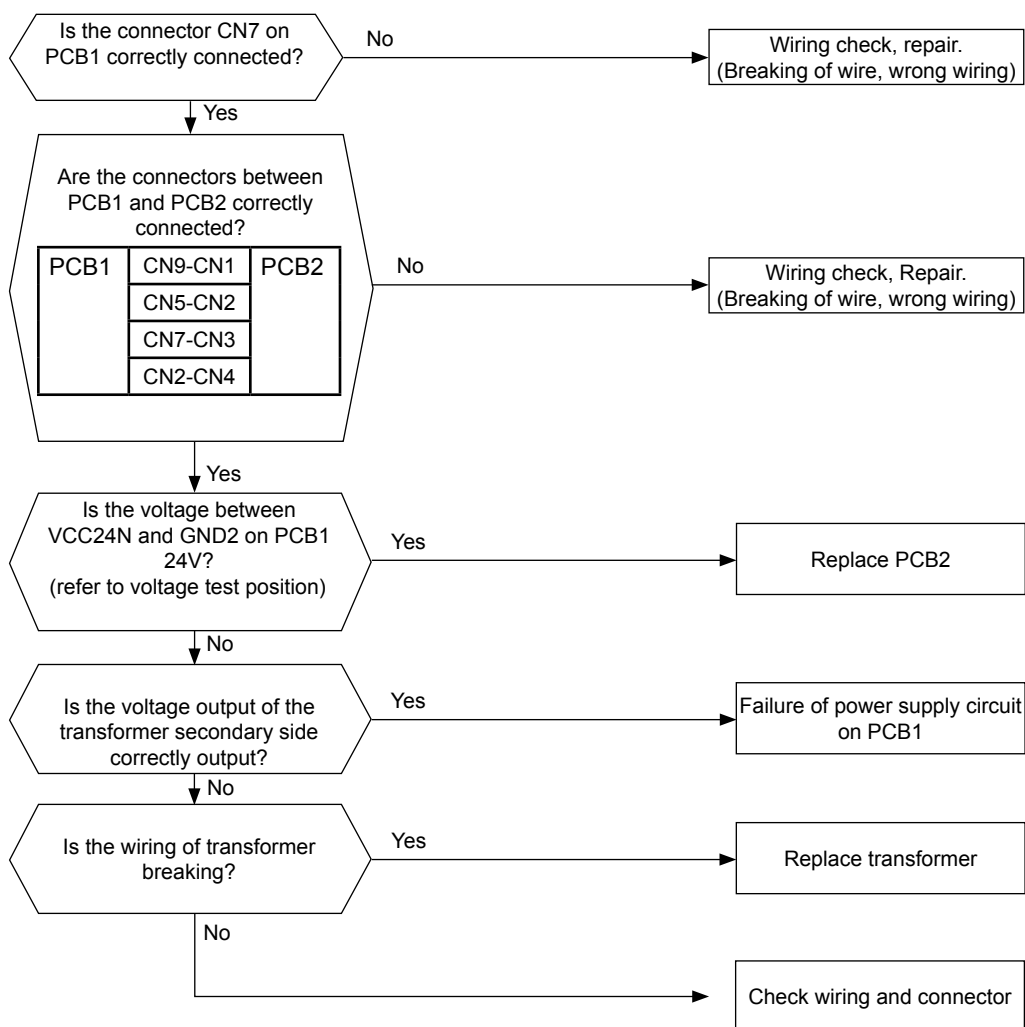 Is the connector CN7 on
PCB1 correctly connected?
No
Wiring check, repair.
(Breaking of wire, wrong wiring)
Yes
Are the connectors between
PCB1 and PCB2 correctly
connected?
PCB1
CN9-CN1
PCB2
CN5-CN2
CN7-CN3
CN2-CN4
No
Wiring check, Repair.
(Breaking of wire, wrong wiring)
Yes
Is the voltage between
VCC24N and GND2 on PCB1
24V?
(refer to voltage test position)
Yes
Replace PCB2
No
Is the voltage output of the
transformer secondary side
correctly output?
Yes
Failure of power supply circuit
on PCB1
No
Is the wiring of transformer
breaking?
Yes
Replace transformer
No
Check wiring and connector